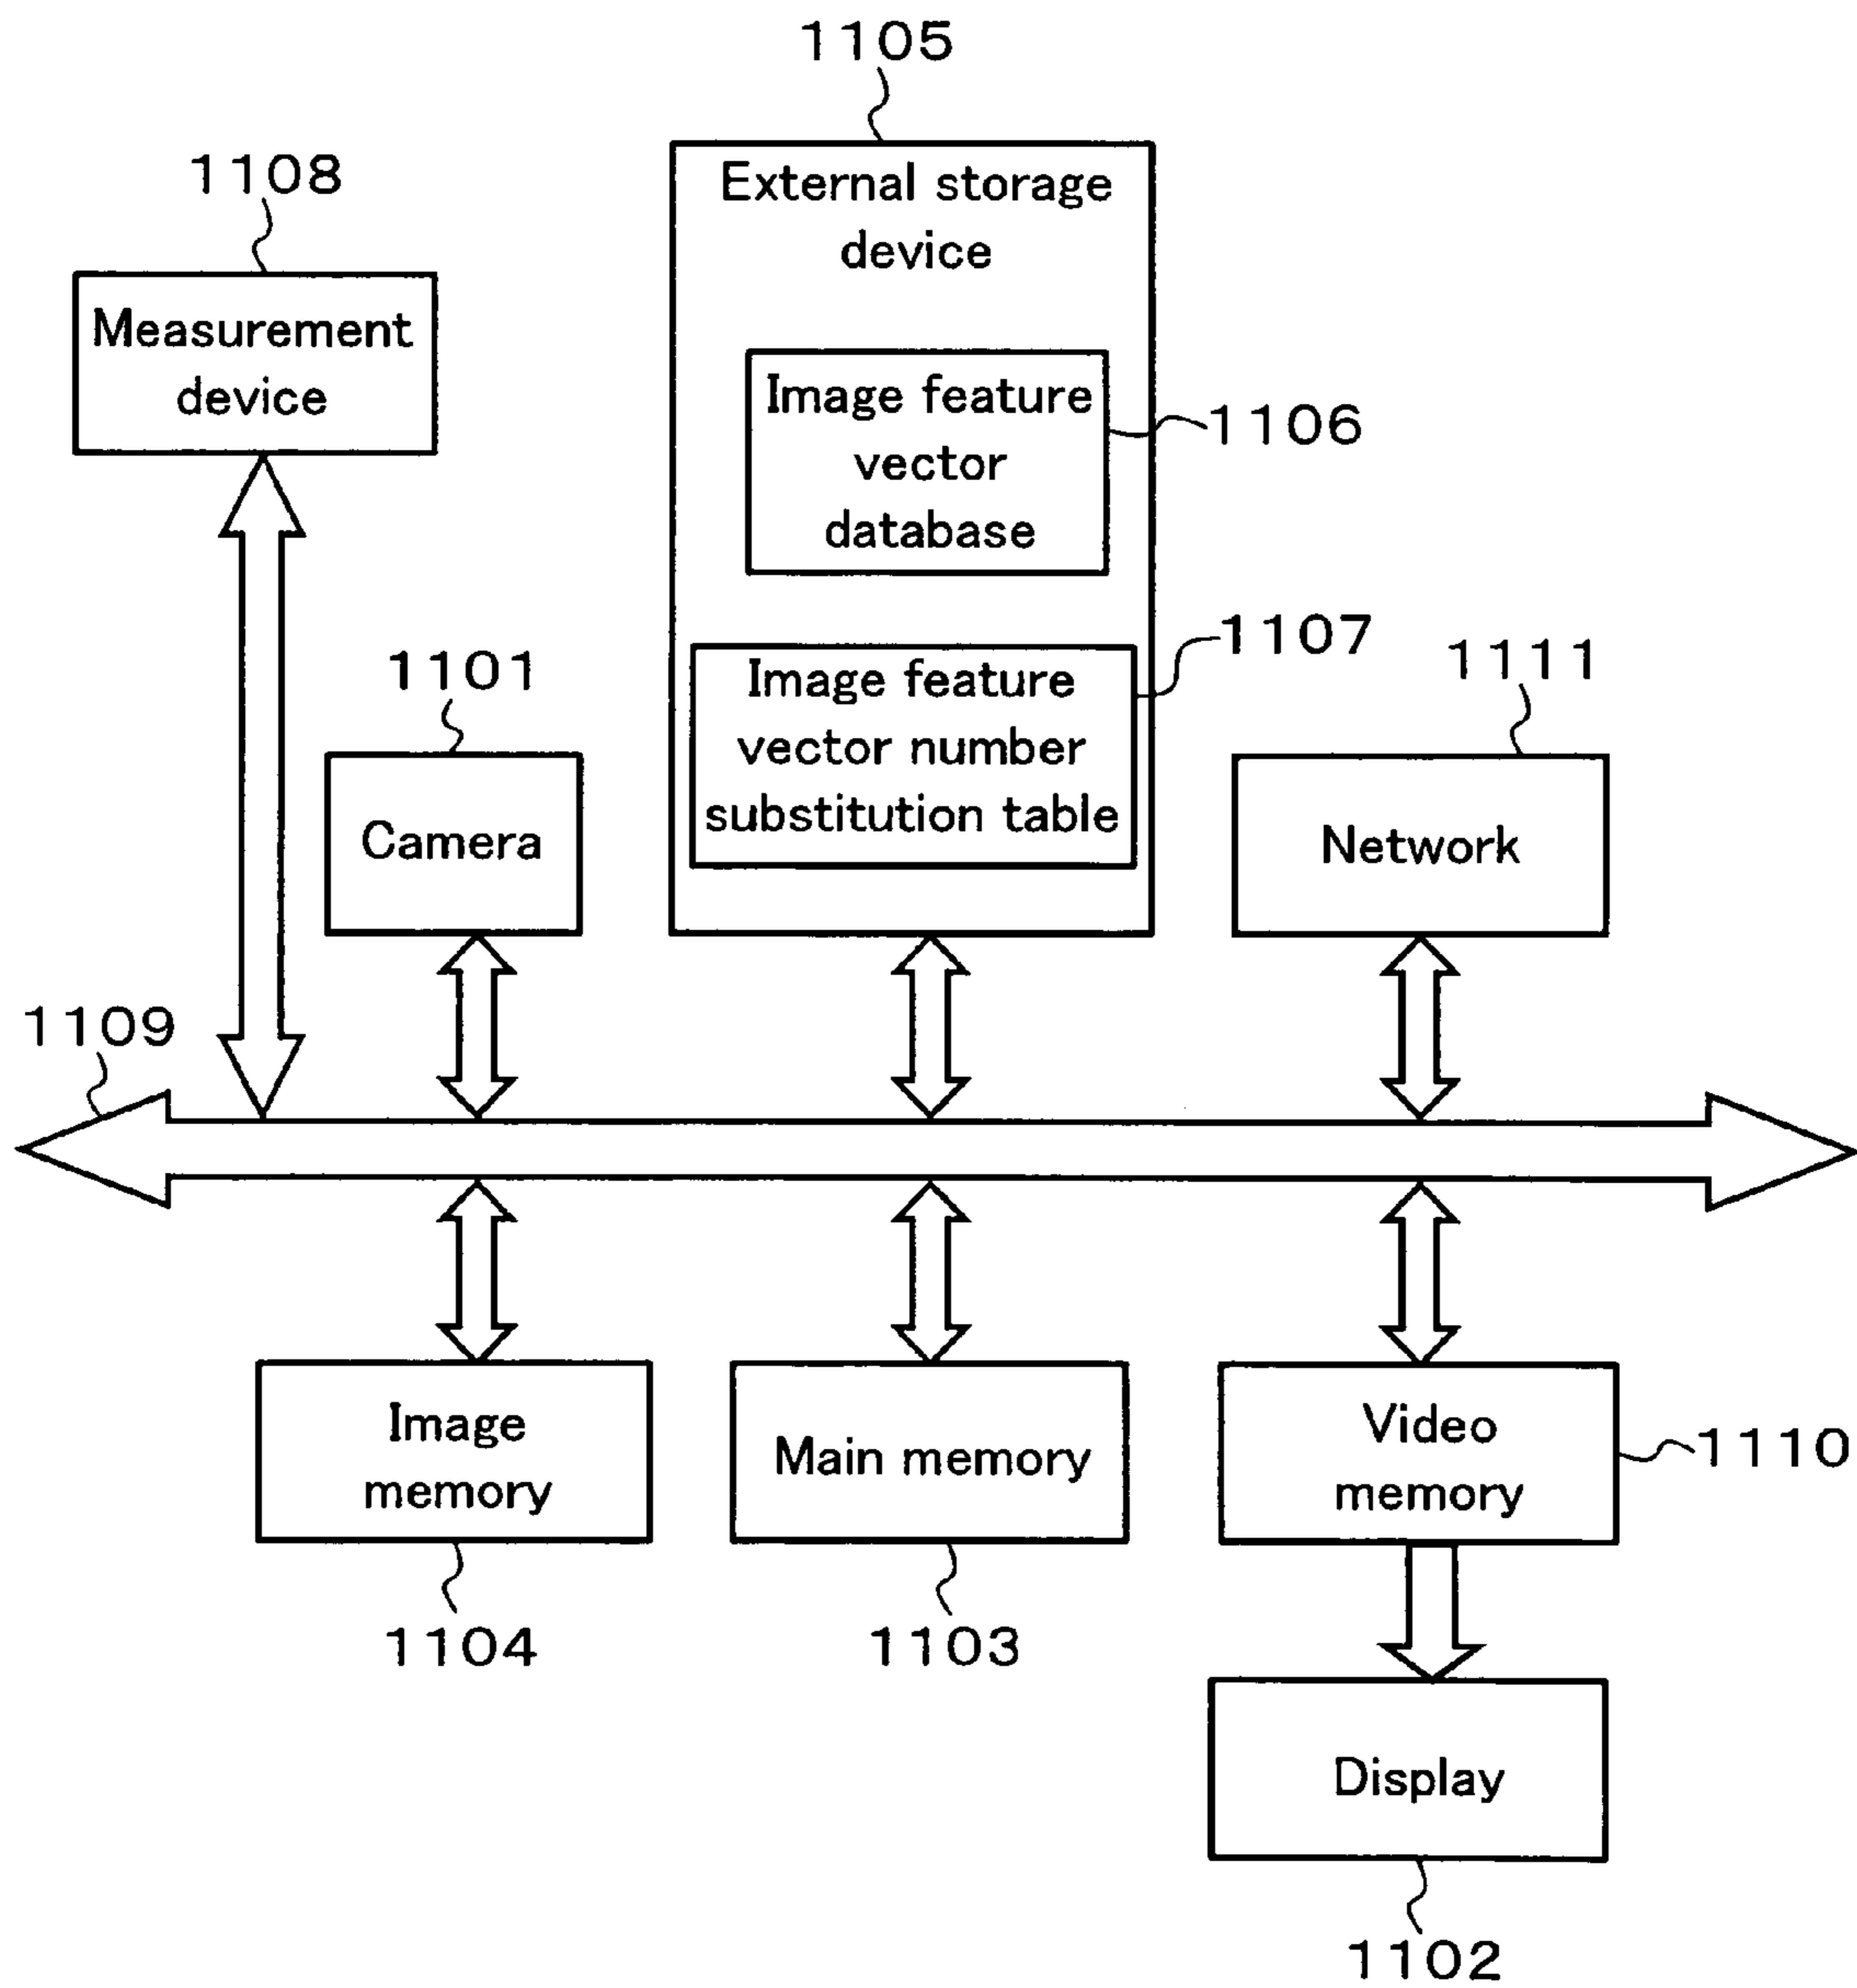 1105
External storage
device
1108
Measurement
device
Image feature
vector
database
1106
1107
Image feature
vector number
substitution table
1101
Camera
1111
Network
1109
Image
memory
1104
Main memory
1103
Video
memory
1110
Display
1102